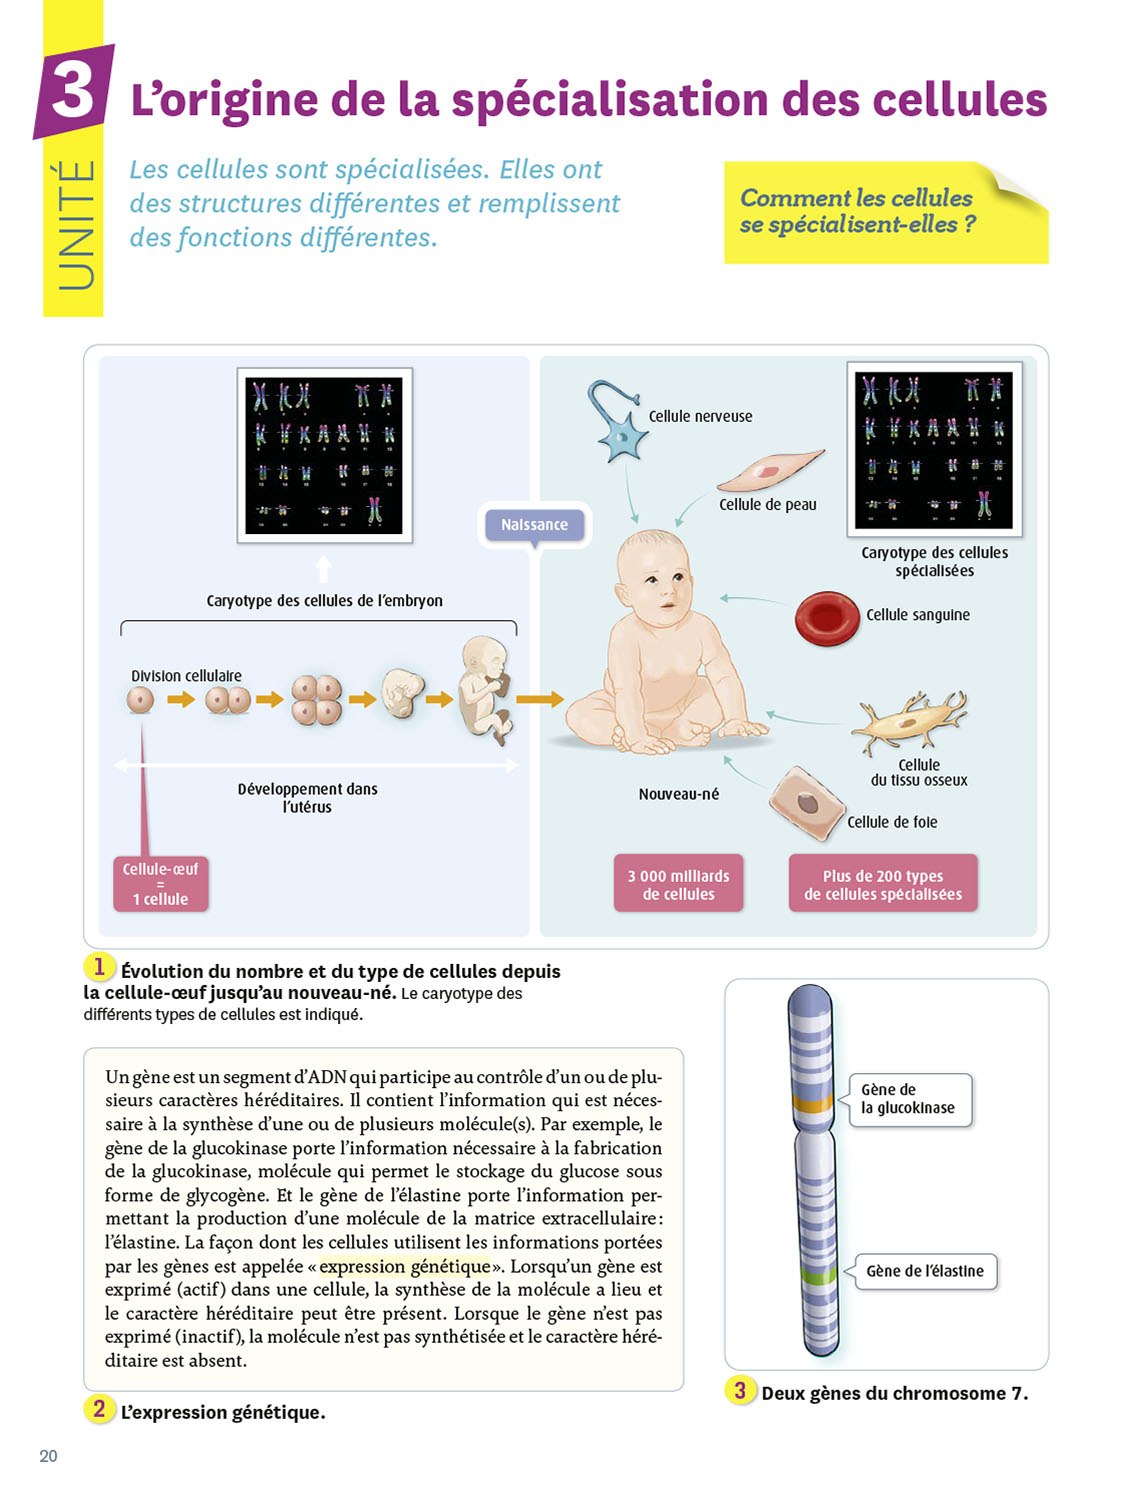 3
UNITÉ
L'origine de la spécialisation des cellules
Les cellules sont spécialisées. Elles ont
des structures différentes et remplissent
des fonctions différentes.
Comment les cellules
se spécialisent-elles ?
Caryotype des cellules de l'embryon
Division cellulaire
Développement dans
l'utérus
Cellule-œuf
=
1 cellule
Naissance
Cellule nerveuse
Cellule de peau
Caryotype des cellules
spécialisées
Cellule sanguine
Cellule
du tissu osseux
Cellule de foie
Nouveau-né
3 000 milliards
de cellules
Plus de 200 types
de cellules spécialisées
1 Évolution du nombre et du type de cellules depuis
la cellule-œuf jusqu'au nouveau-né. Le caryotype des
différents types de cellules est indiqué.
Un gène est un segment d'ADN qui participe au contrôle d'un ou de plu-
sieurs caractères héréditaires. Il contient l'information qui est néces-
saire à la synthèse d'une ou de plusieurs molécule(s). Par exemple, le
gène de la glucokinase porte l'information nécessaire à la fabrication
de la glucokinase, molécule qui permet le stockage du glucose sous
forme de glycogène. Et le gène de l'élastine porte l'information per-
mettant la production d'une molécule de la matrice extracellulaire :
l'élastine. La façon dont les cellules utilisent les informations portées
par les gènes est appelée « expression génétique ». Lorsqu'un gène est
exprimé (actif) dans une cellule, la synthèse de la molécule a lieu et
le caractère héréditaire peut être présent. Lorsque le gène n'est pas
exprimé (inactif), la molécule n'est pas synthétisée et le caractère héré-
ditaire est absent.
2 L'expression génétique.
Gène de
la glucokinase
Gène de l'élastine
3 Deux gènes du chromosome 7.
20